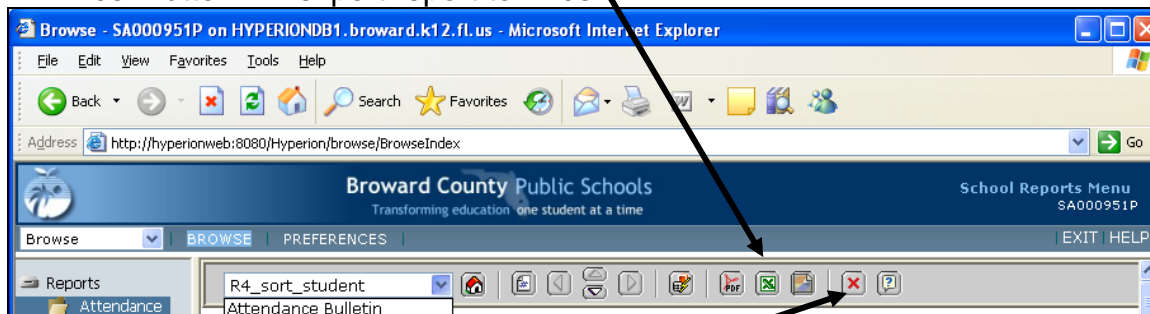 Browse - SA000951P on HYPERIONDB1.broward.k12.fl.us - Microsoft Internet Explorer
File Edit View Favorites Tools Help
Back Search Favorites
Address http://hyperionweb:8080/Hyperion/browse/BrowseIndex Go
Broward County Public Schools School Reports Menu
Transforming education one student at a time SA000951P
Browse | BROWSE | PREFERENCES | | EXIT | HELP
Reports R4_sort_student PDF
Attendance Attendance Bulletin